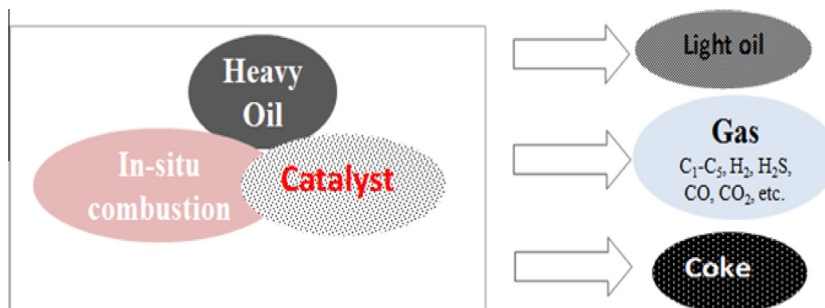 Heavy
Oil
In-situ
combustion
Catalyst
Light oil
Gas
C₁-C₅, H₂, H₂S,
CO, CO₂, etc.
Coke